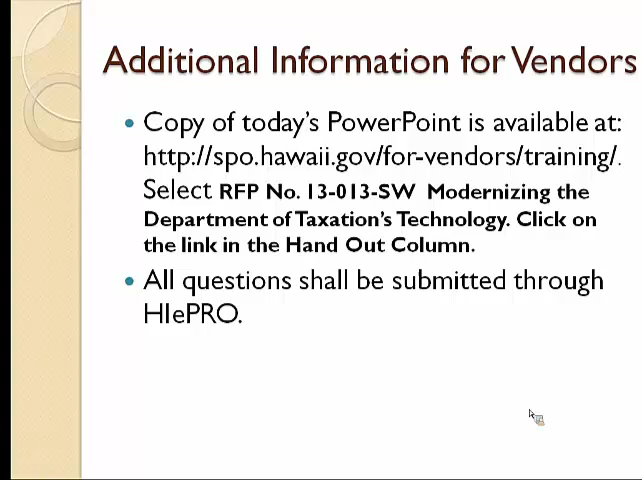 Additional Information for Vendors
• Copy of today's PowerPoint is available at:
http://spo.hawaii.gov/for-vendors/training/.
Select RFP No. 13-013-SW Modernizing the
Department of Taxation's Technology. Click on
the link in the Hand Out Column.
• All questions shall be submitted through
HIePRO.